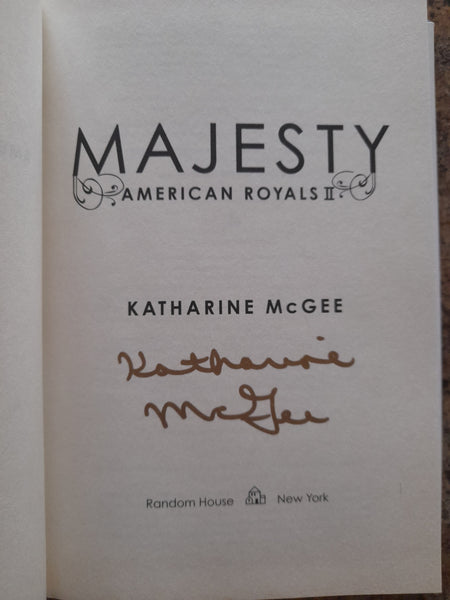 MAJESTY
AMERICAN ROYALS II
KATHARINE McGEE
Katharine
McGee
Random House New York